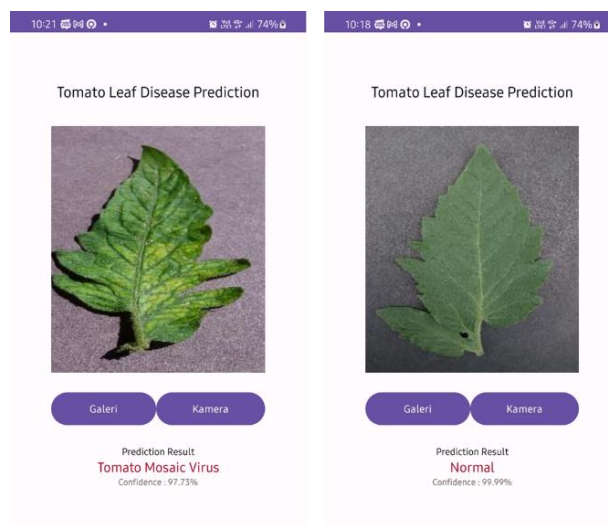 10:21
74%
Tomato Leaf Disease Prediction
Galeri
Kamera
Prediction Result
Tomato Mosaic Virus
Confidence : 97.73%
10:18
74%
Tomato Leaf Disease Prediction
Galeri
Kamera
Prediction Result
Normal
Confidence : 99.99%